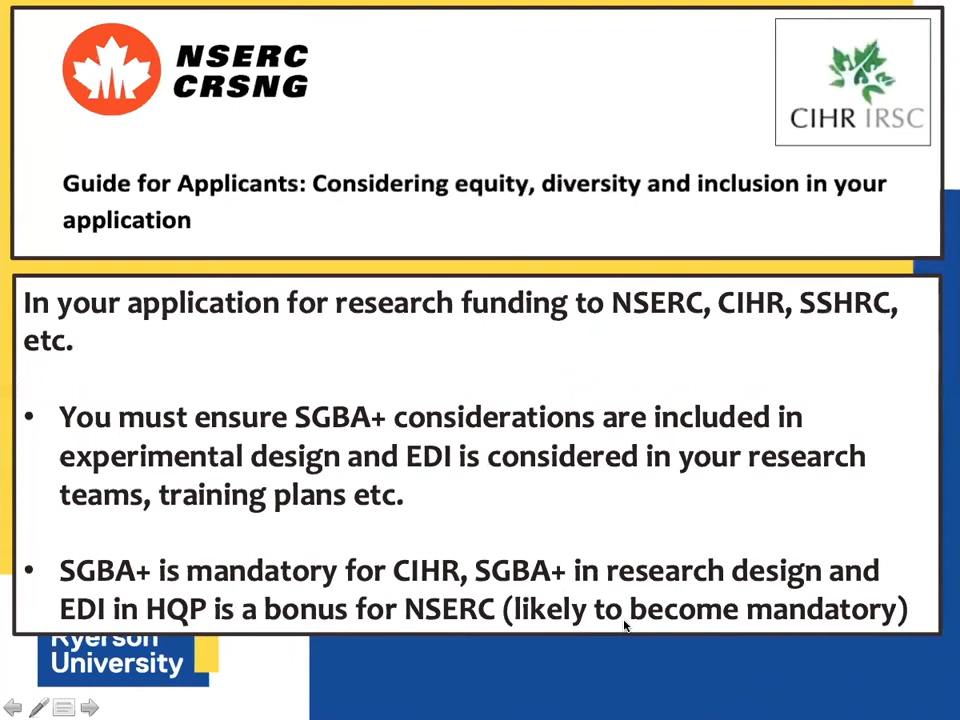 NSERC
CRSNG
CIHR IRSC
Guide for Applicants: Considering equity, diversity and inclusion in your
application
In your application for research funding to NSERC, CIHR, SSHRC,
etc.
• You must ensure SGBA+ considerations are included in
experimental design and EDI is considered in your research
teams, training plans etc.
• SGBA+ is mandatory for CIHR, SGBA+ in research design and
EDI in HQP is a bonus for NSERC (likely to become mandatory)
Ryerson
University